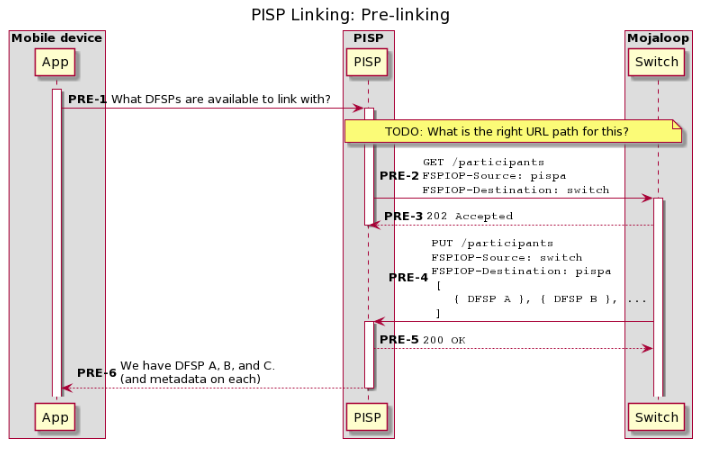 PISP Linking: Pre-linking
Mobile device
PISP
Mojaloop
App
PISP
Switch
PRE-1 What DFSPs are available to link with?
TODO: What is the right URL path for this?
GET /participants
PRE-2 FSPIOP-Source: pispa
FSPIOP-Destination: switch
PRE-3 202 Accepted
PUT /participants
FSPIOP-Source: switch
PRE-4 FSPIOP-Destination: pispa
[
{ DFSP A }, { DFSP B }, ...
]
PRE-5 200 OK
We have DFSP A, B, and C.
PRE-6 (and metadata on each)
App
PISP
Switch